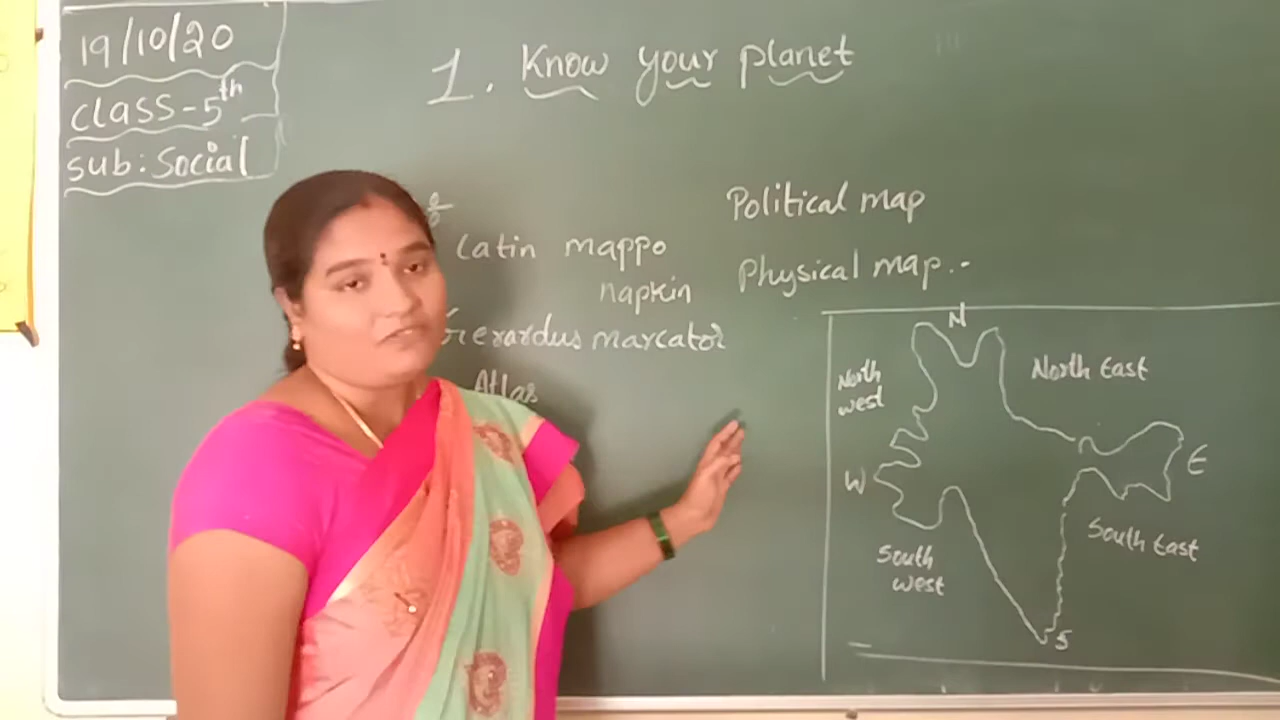 19/10/20
class-5th
sub: Social
1. Know your planet
Latin mappo
napkin
Gerardus marcator
Atlas
Political map
Physical map.-
N
North West
North East
W
E
South West
South East
S